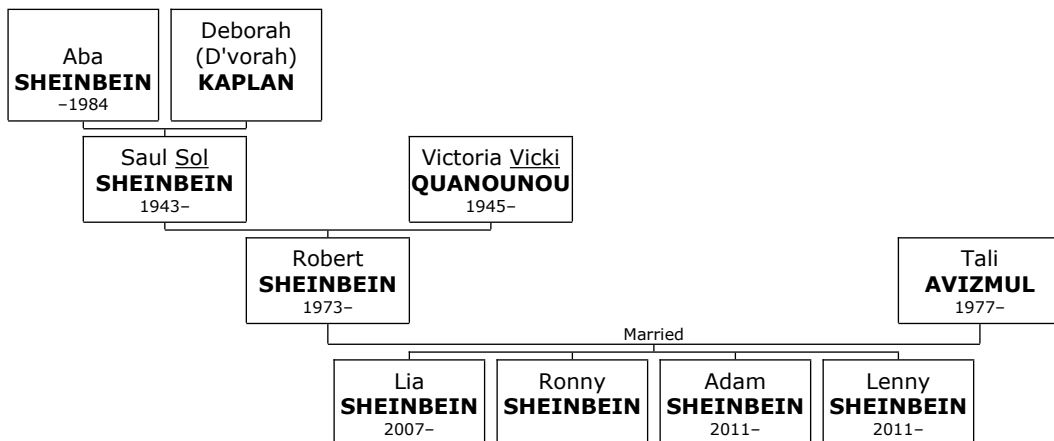 Aba
SHEINBEIN
–1984
Deborah
(D'vorah)
KAPLAN
Saul Sol
SHEINBEIN
1943–
Victoria Vicki
QUANOUNOU
1945–
Robert
SHEINBEIN
1973–
Tali
AVIZMUL
1977–
Married
Lia
SHEINBEIN
2007–
Ronny
SHEINBEIN
Adam
SHEINBEIN
2011–
Lenny
SHEINBEIN
2011–